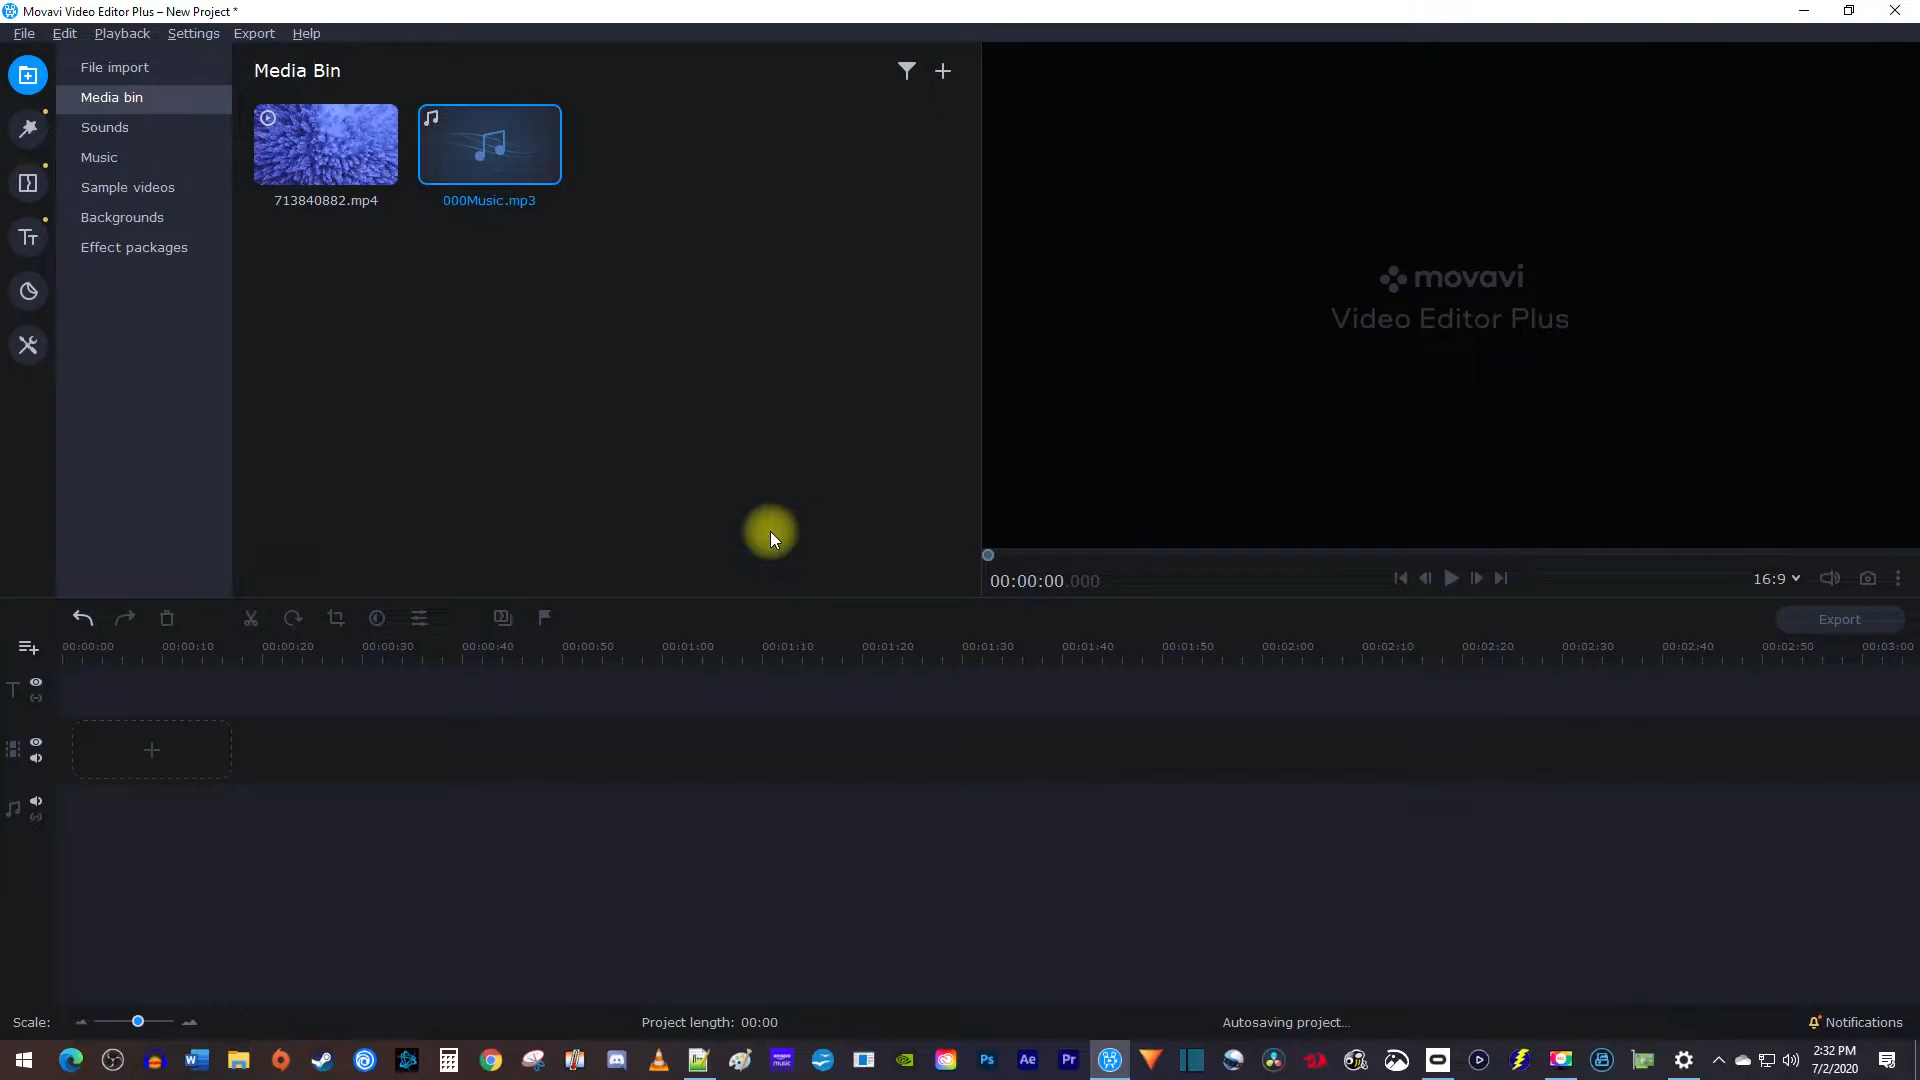 Movavi Video Editor Plus – New Project *
File Edit Playback Settings Export Help
File import
Media bin
Sounds
Music
Sample videos
Backgrounds
Effect packages
Media Bin
713840882.mp4
000Music.mp3
movavi
Video Editor Plus
00:00:00.000
16:9
Export
00:00:00 00:00:10 00:00:20 00:00:30 00:00:40 00:00:50 00:01:00 00:01:10 00:01:20 00:01:30 00:01:40 00:01:50 00:02:00 00:02:10 00:02:20 00:02:30 00:02:40 00:02:50 00:03:00
Scale:
Project length: 00:00
Autosaving project...
Notifications
Ps Ae Pr
2:32 PM
7/2/2020